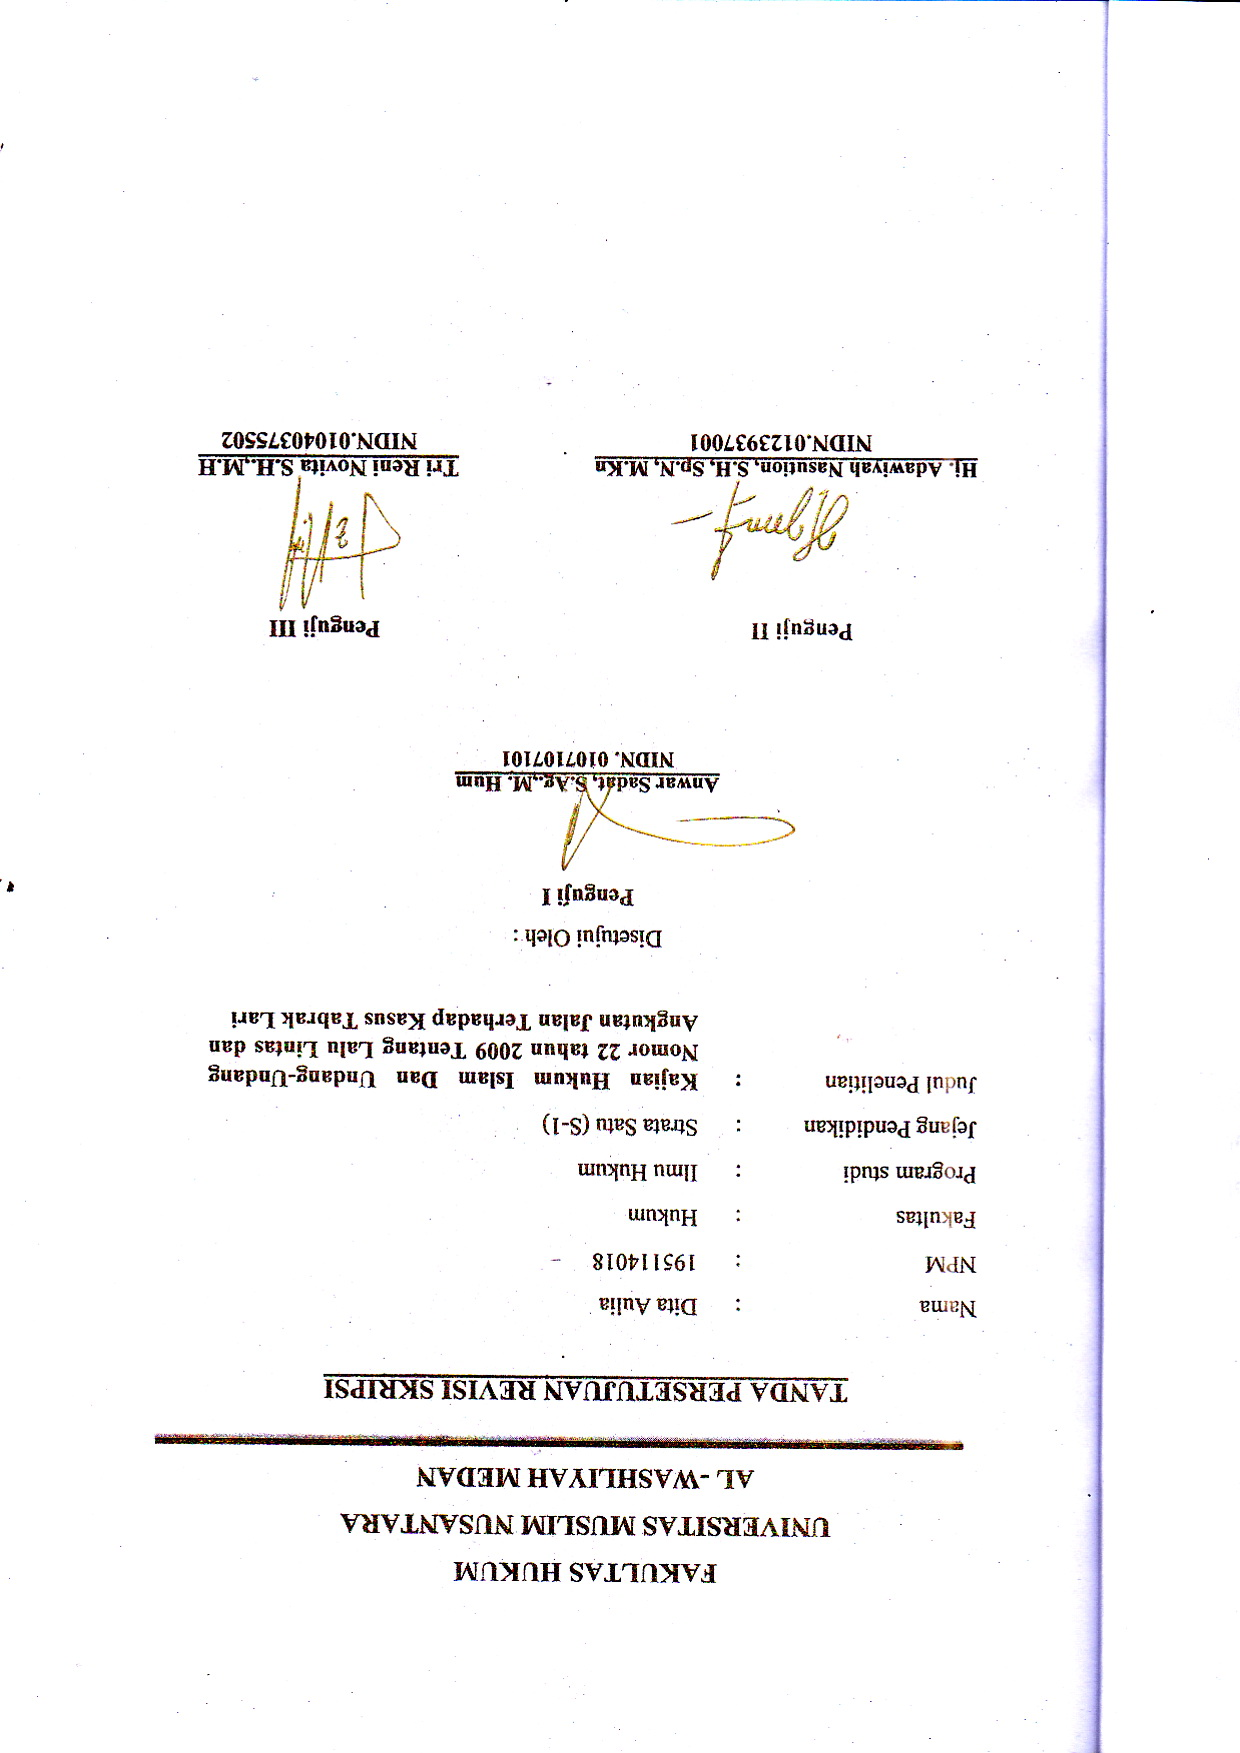 FAKULTAS HUKUM
UNIVERSITAS MUSLIM NUSANTARA
AL -WASHLIYAH MEDAN
TANDA PERSETUJUAN REVISI SKRIPSI
Nama : Dita Aulia
NPM : 195114018 -
Fakultas : Hukum
Program studi : Ilmu Hukum
Jejang Pendidikan : Strata Satu (S-1)
Judul Penelitian : Kajian Hukum Islam Dan Undang-Undang
Nomor 22 tahun 2009 Tentang Lalu Lintas dan
Angkutan Jalan Terhadap Kasus Tabrak Lari
Disetujui Oleh :
Penguji I
Anwar Sadat, S.Ag.,M. Hum
NIDN. 0107107101
Penguji II Penguji III
Hj. Adawiyah Nasution, S.H, Sp.N, M.Kn Tri Reni Novita S.H.,M.H
NIDN.0123937001 NIDN.01040375502